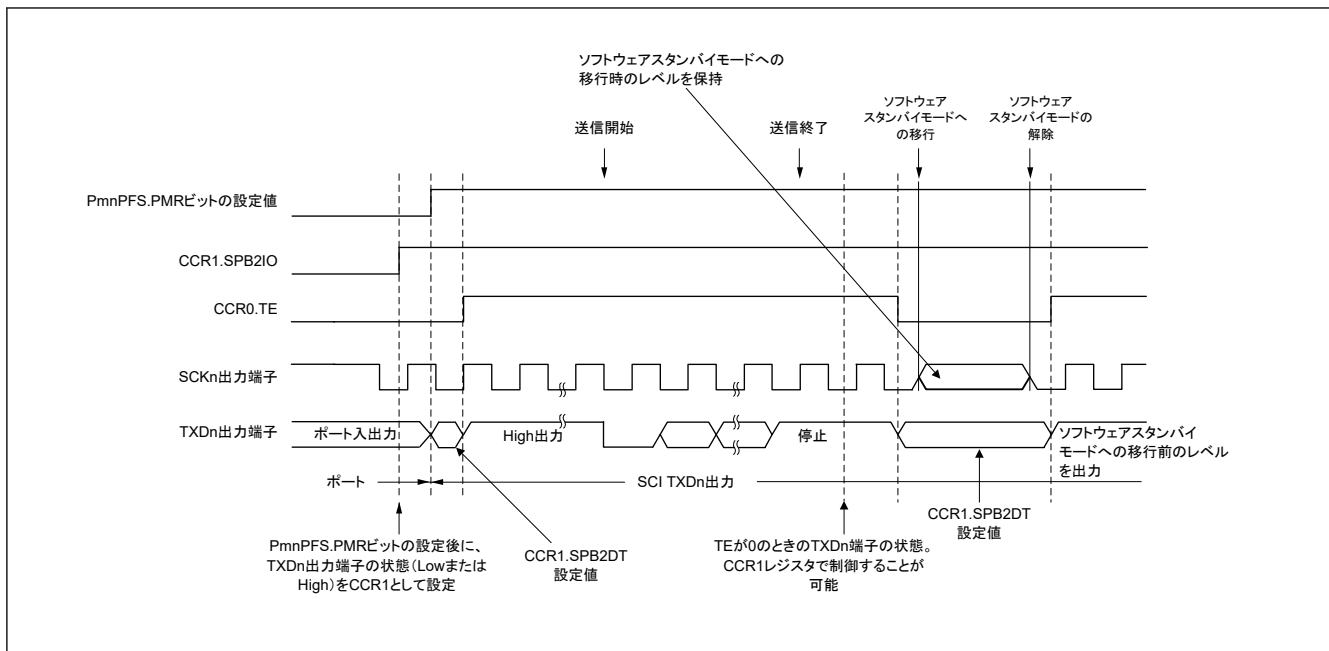 ソフトウェアスタンバイモードへの
移行時のレベルを保持
ソフトウェア
スタンバイモードへ
の移行
ソフトウェア
スタンバイモードの
解除
送信開始
送信終了
PmnPFS.PMRビットの設定値
CCR1.SPB2IO
CCR0.TE
SCKn出力端子
TXDn出力端子
ポート入出力
High出力
停止
ソフトウェアスタンバイ
モードへの移行前のレベル
を出力
ポート
SCI TXDn出力
PmnPFS.PMRビットの設定後に、
TXDn出力端子の状態(Lowまたは
High)をCCR1として設定
CCR1.SPB2DT
設定値
TEが0のときのTXDn端子の状態。
CCR1レジスタで制御することが
可能
CCR1.SPB2DT
設定値